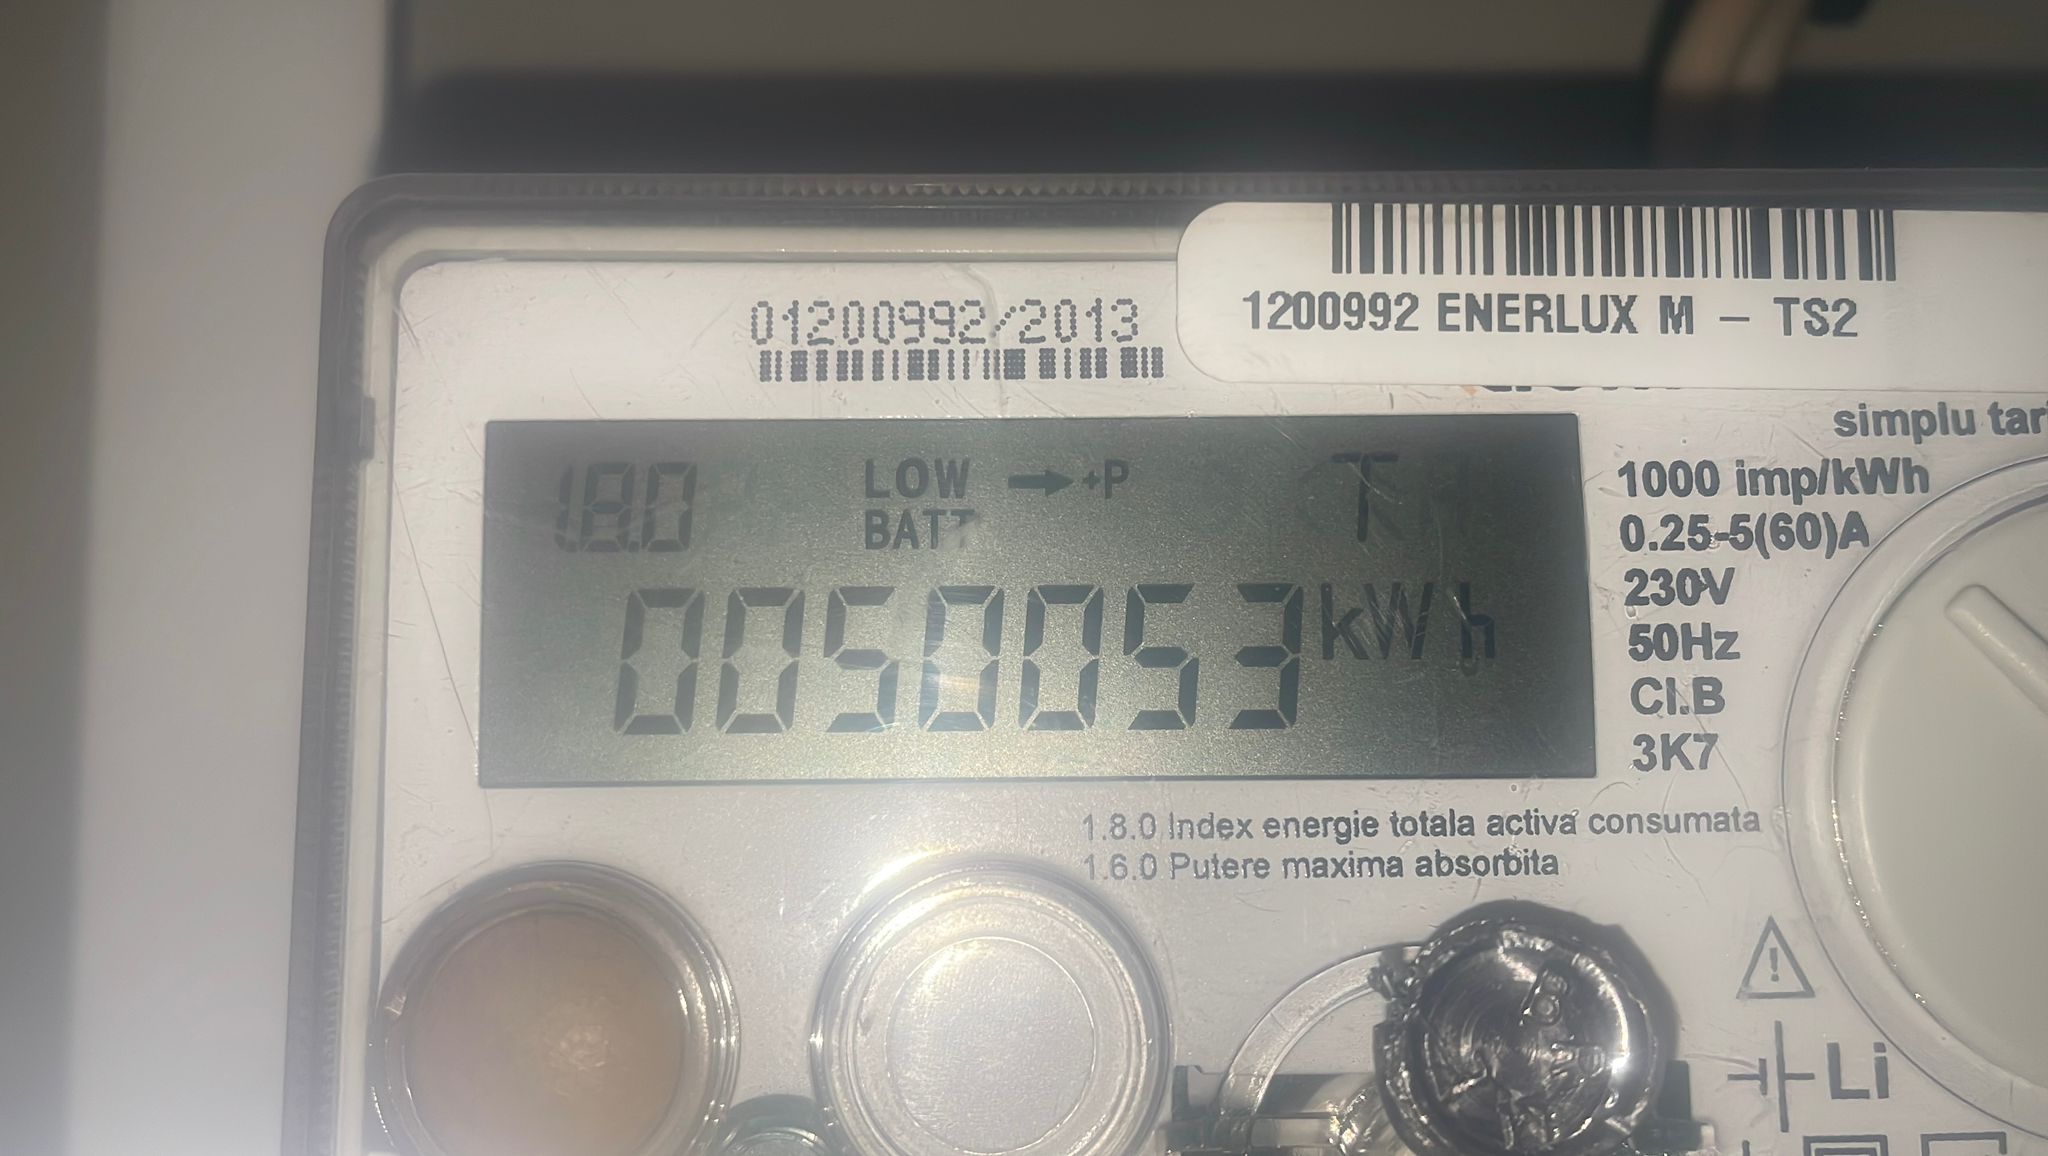 1200992 ENERLUX M – TS2
01200992/2013
simplu tar
1.8.0 LOW BATT +P T
0050053 kWh
1000 imp/kWh
0.25-5(60)A
230V
50Hz
Cl.B
3K7
1.8.0 Index energie totala activa consumata
1.6.0 Putere maxima absorbita
Li